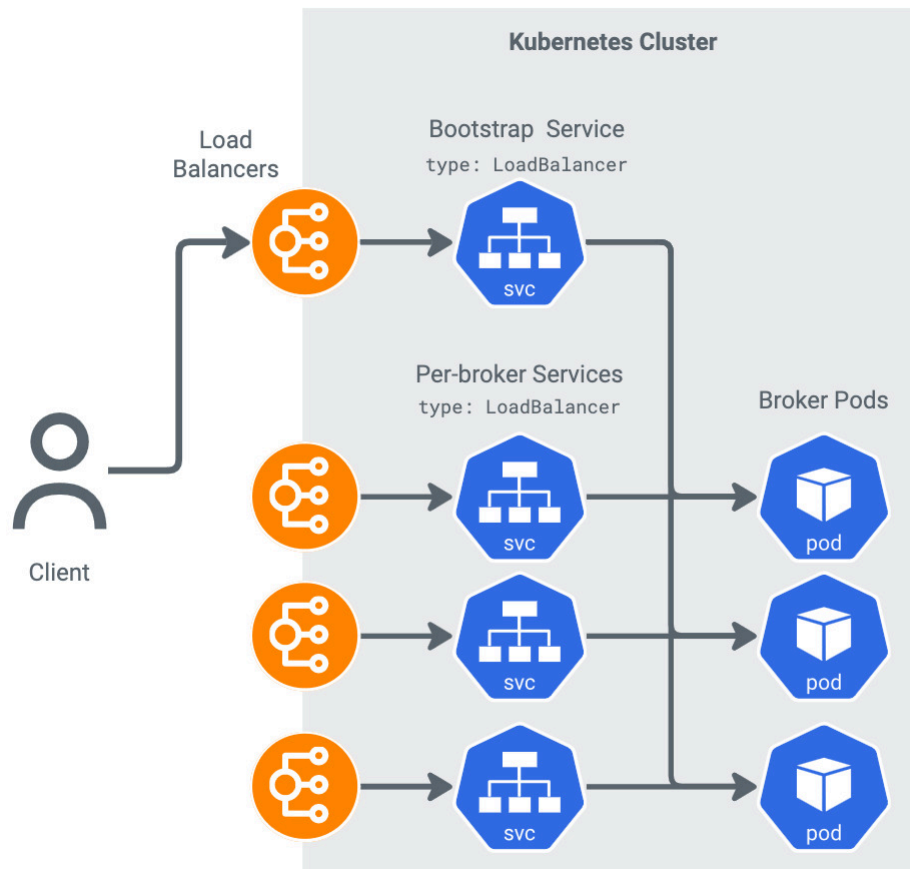 Kubernetes Cluster
Load
Balancers
Bootstrap Service
type: LoadBalancer
svc
Per-broker Services
type: LoadBalancer
Broker Pods
Client
svc
pod
svc
pod
svc
pod